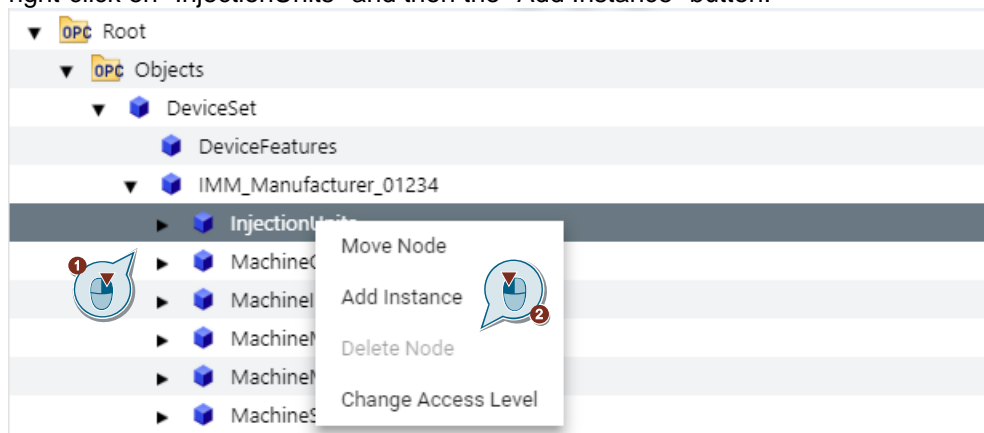 right-click on "InjectionUnits" and then the "Add Instance" button.
OPC Root
OPC Objects
DeviceSet
DeviceFeatures
IMM_Manufacturer_01234
Move Node
1
Add Instance
2
Delete Node
Change Access Level